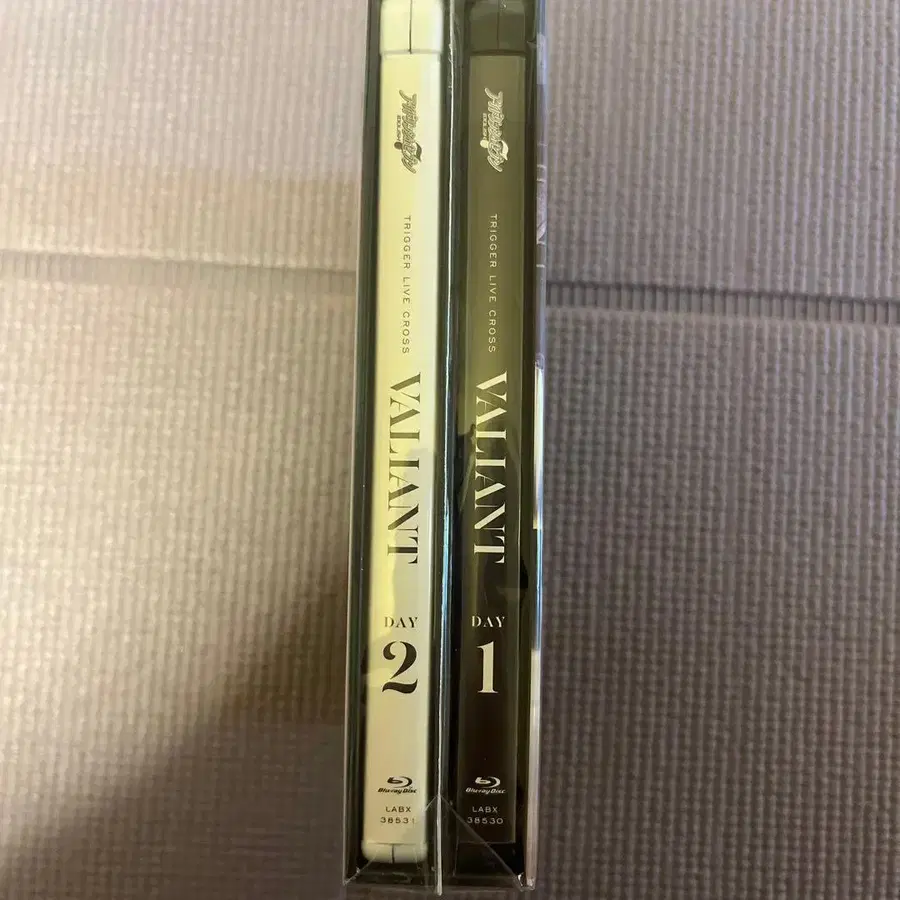 TRIGGER LIVE CROSS
VALIANT
DAY
2
Blu-ray Disc
LABX
38531
TRIGGER LIVE CROSS
VALIANT
DAY
1
Blu-ray Disc
LABX
38530